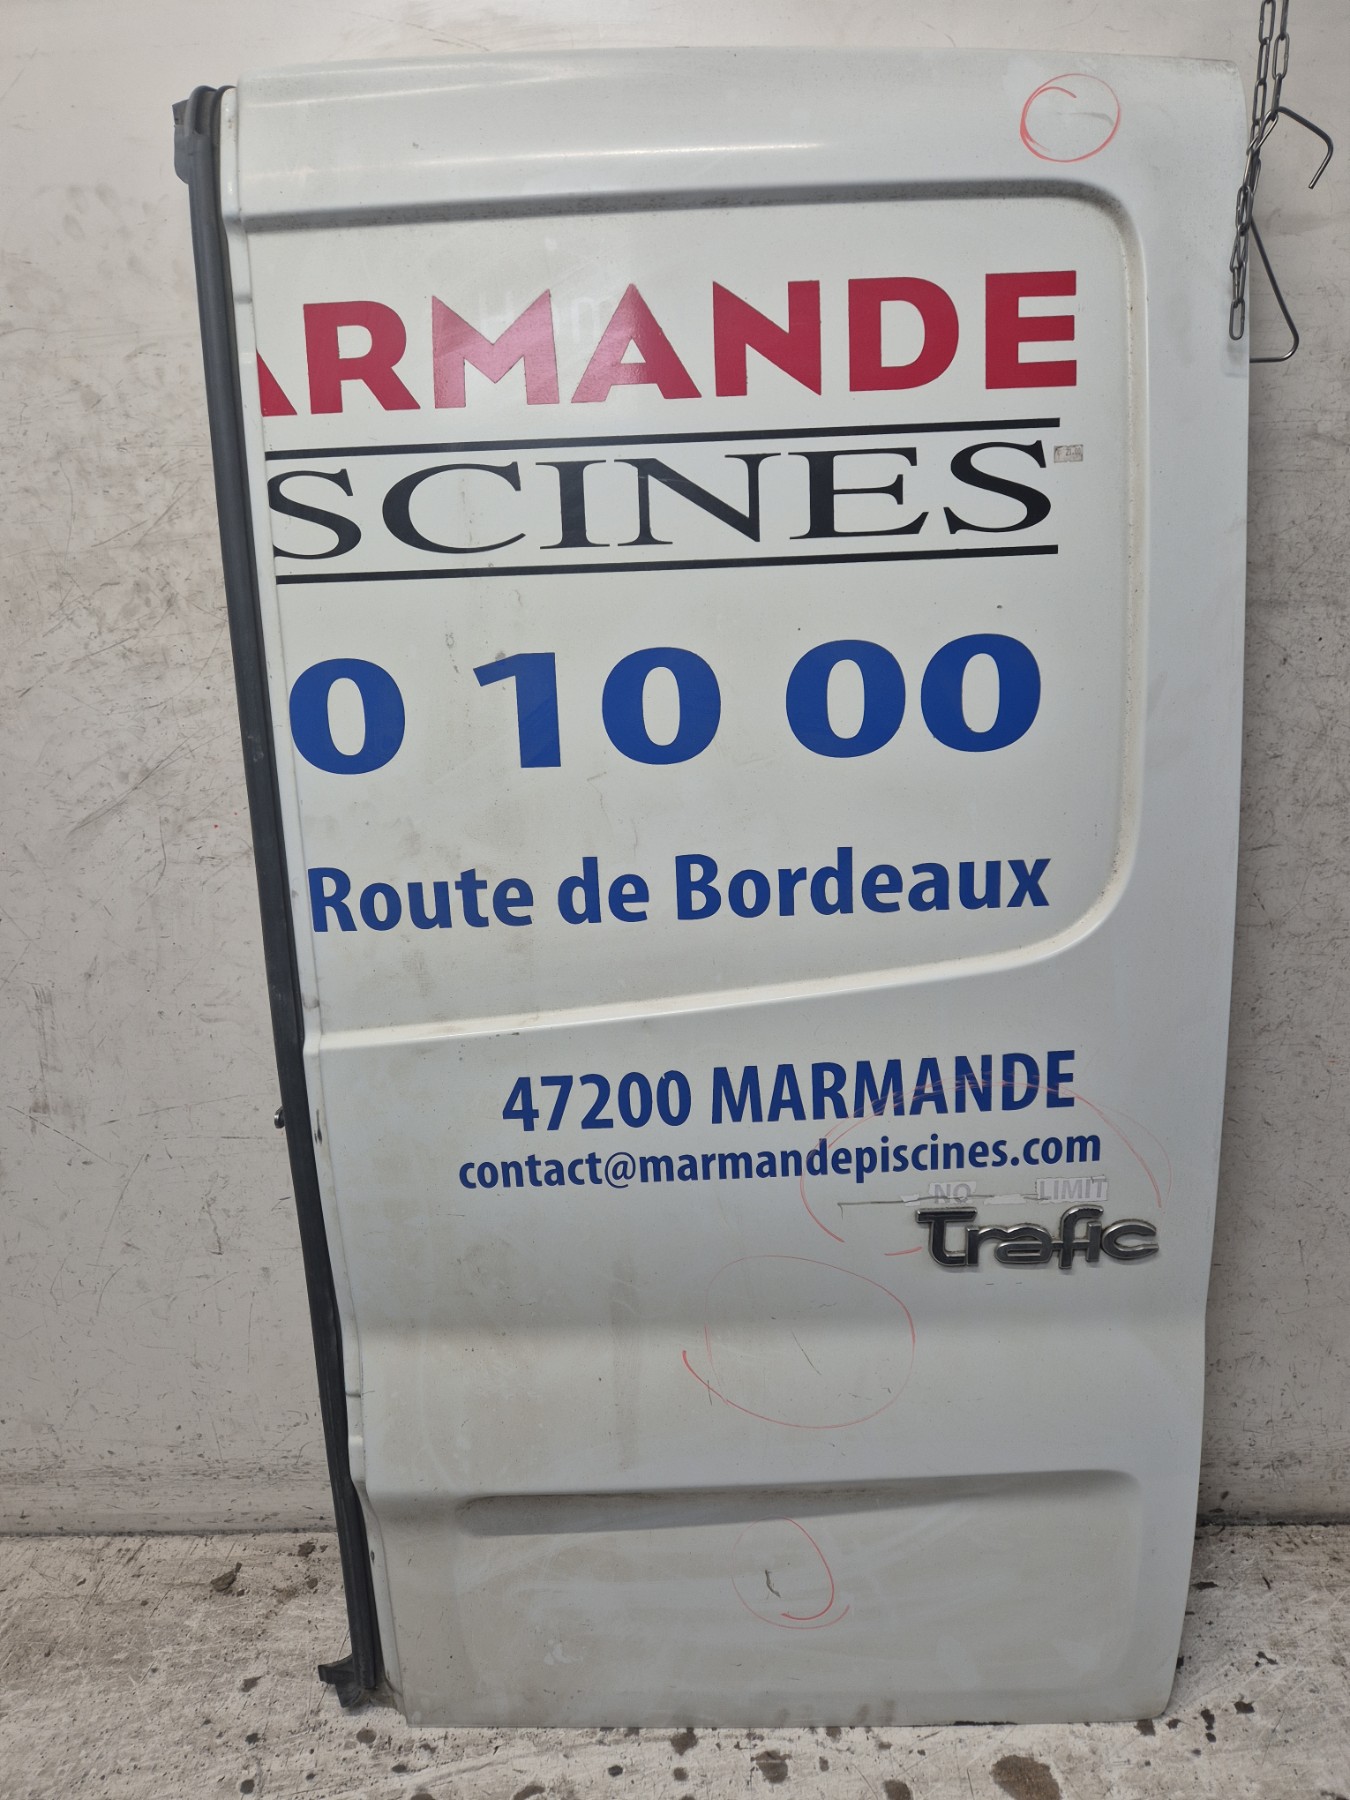 ARMANDE
SCINES
0 10 00
Route de Bordeaux
47200 MARMANDE
contact@marmandepiscines.com
NO LIMIT
Trafic